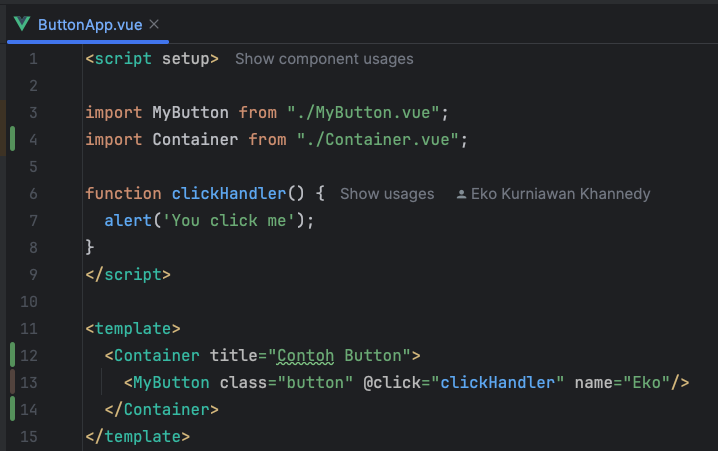 ButtonApp.vue
1 <script setup> Show component usages
2
3 import MyButton from "./MyButton.vue";
4 import Container from "./Container.vue";
5
6 function clickHandler() { Show usages Eko Kurniawan Khannedy
7   alert('You click me');
8 }
9 </script>
10
11 <template>
12   <Container title="Contoh Button">
13     <MyButton class="button" @click="clickHandler" name="Eko"/>
14   </Container>
15 </template>